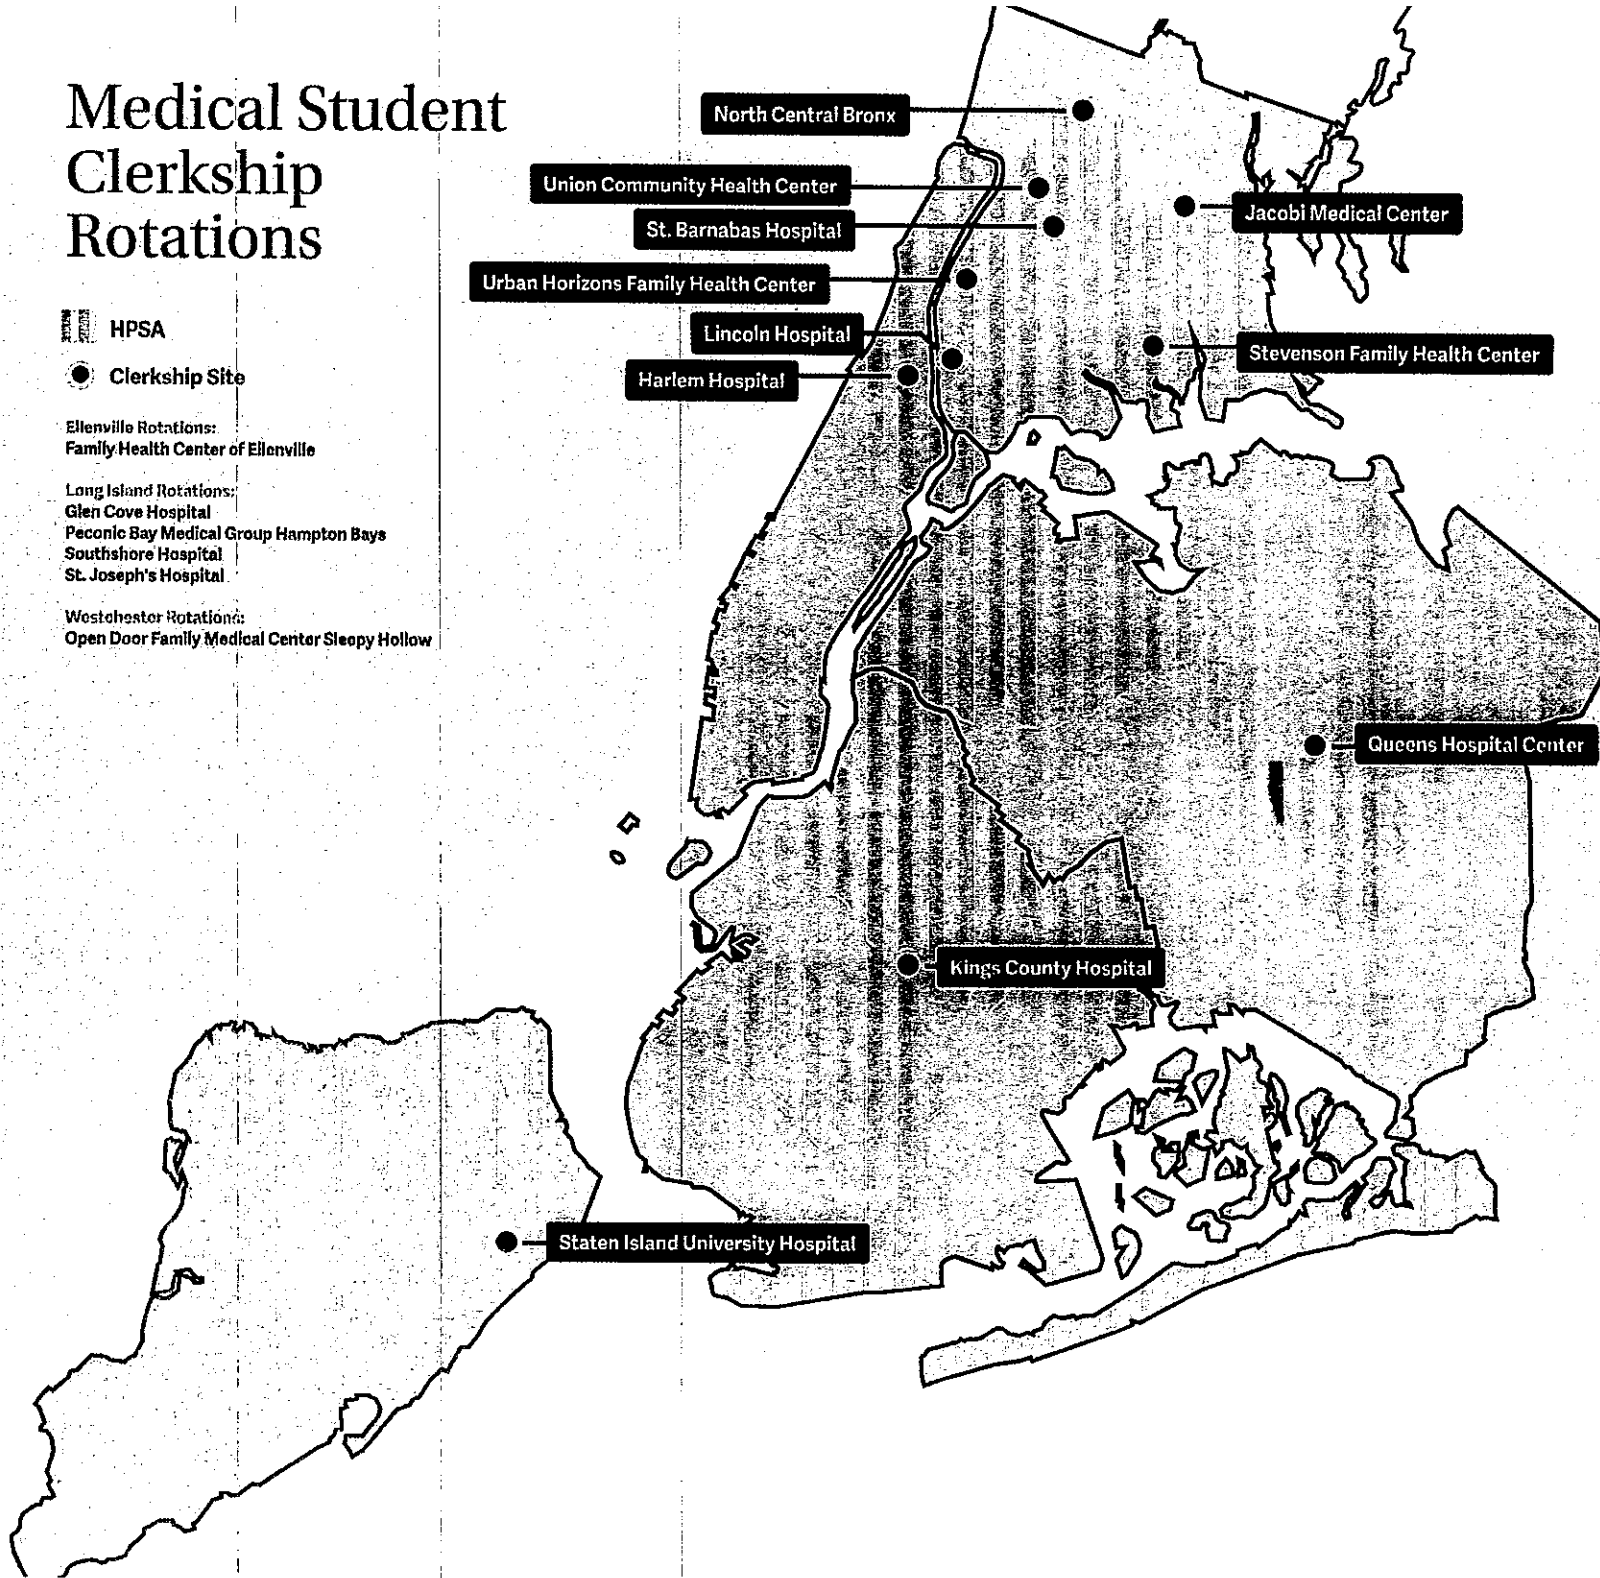 Medical Student
Clerkship
Rotations
HPSA
Clerkship Site
Ellenville Rotations:
Family Health Center of Ellenville
Long Island Rotations:
Glen Cove Hospital
Peconic Bay Medical Group Hampton Bays
Southshore Hospital
St. Joseph's Hospital
Westchester Rotations:
Open Door Family Medical Center Sleepy Hollow
North Central Bronx
Union Community Health Center
St. Barnabas Hospital
Jacobi Medical Center
Urban Horizons Family Health Center
Lincoln Hospital
Stevenson Family Health Center
Harlem Hospital
Queens Hospital Center
Kings County Hospital
Staten Island University Hospital